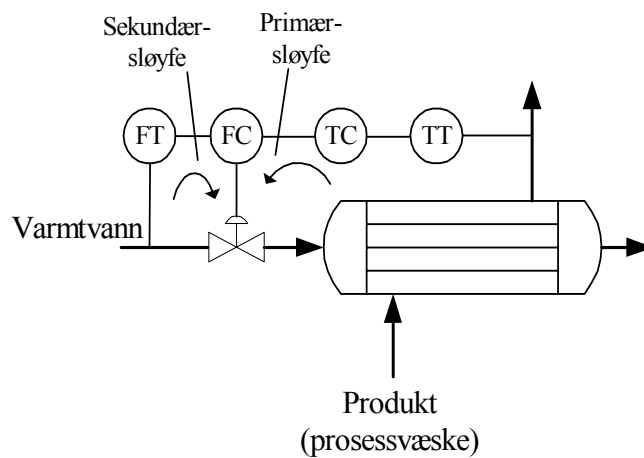 Sekundær-
sløyfe
Primær-
sløyfe
FT
FC
TC
TT
Varmtvann
Produkt
(prosessvæske)